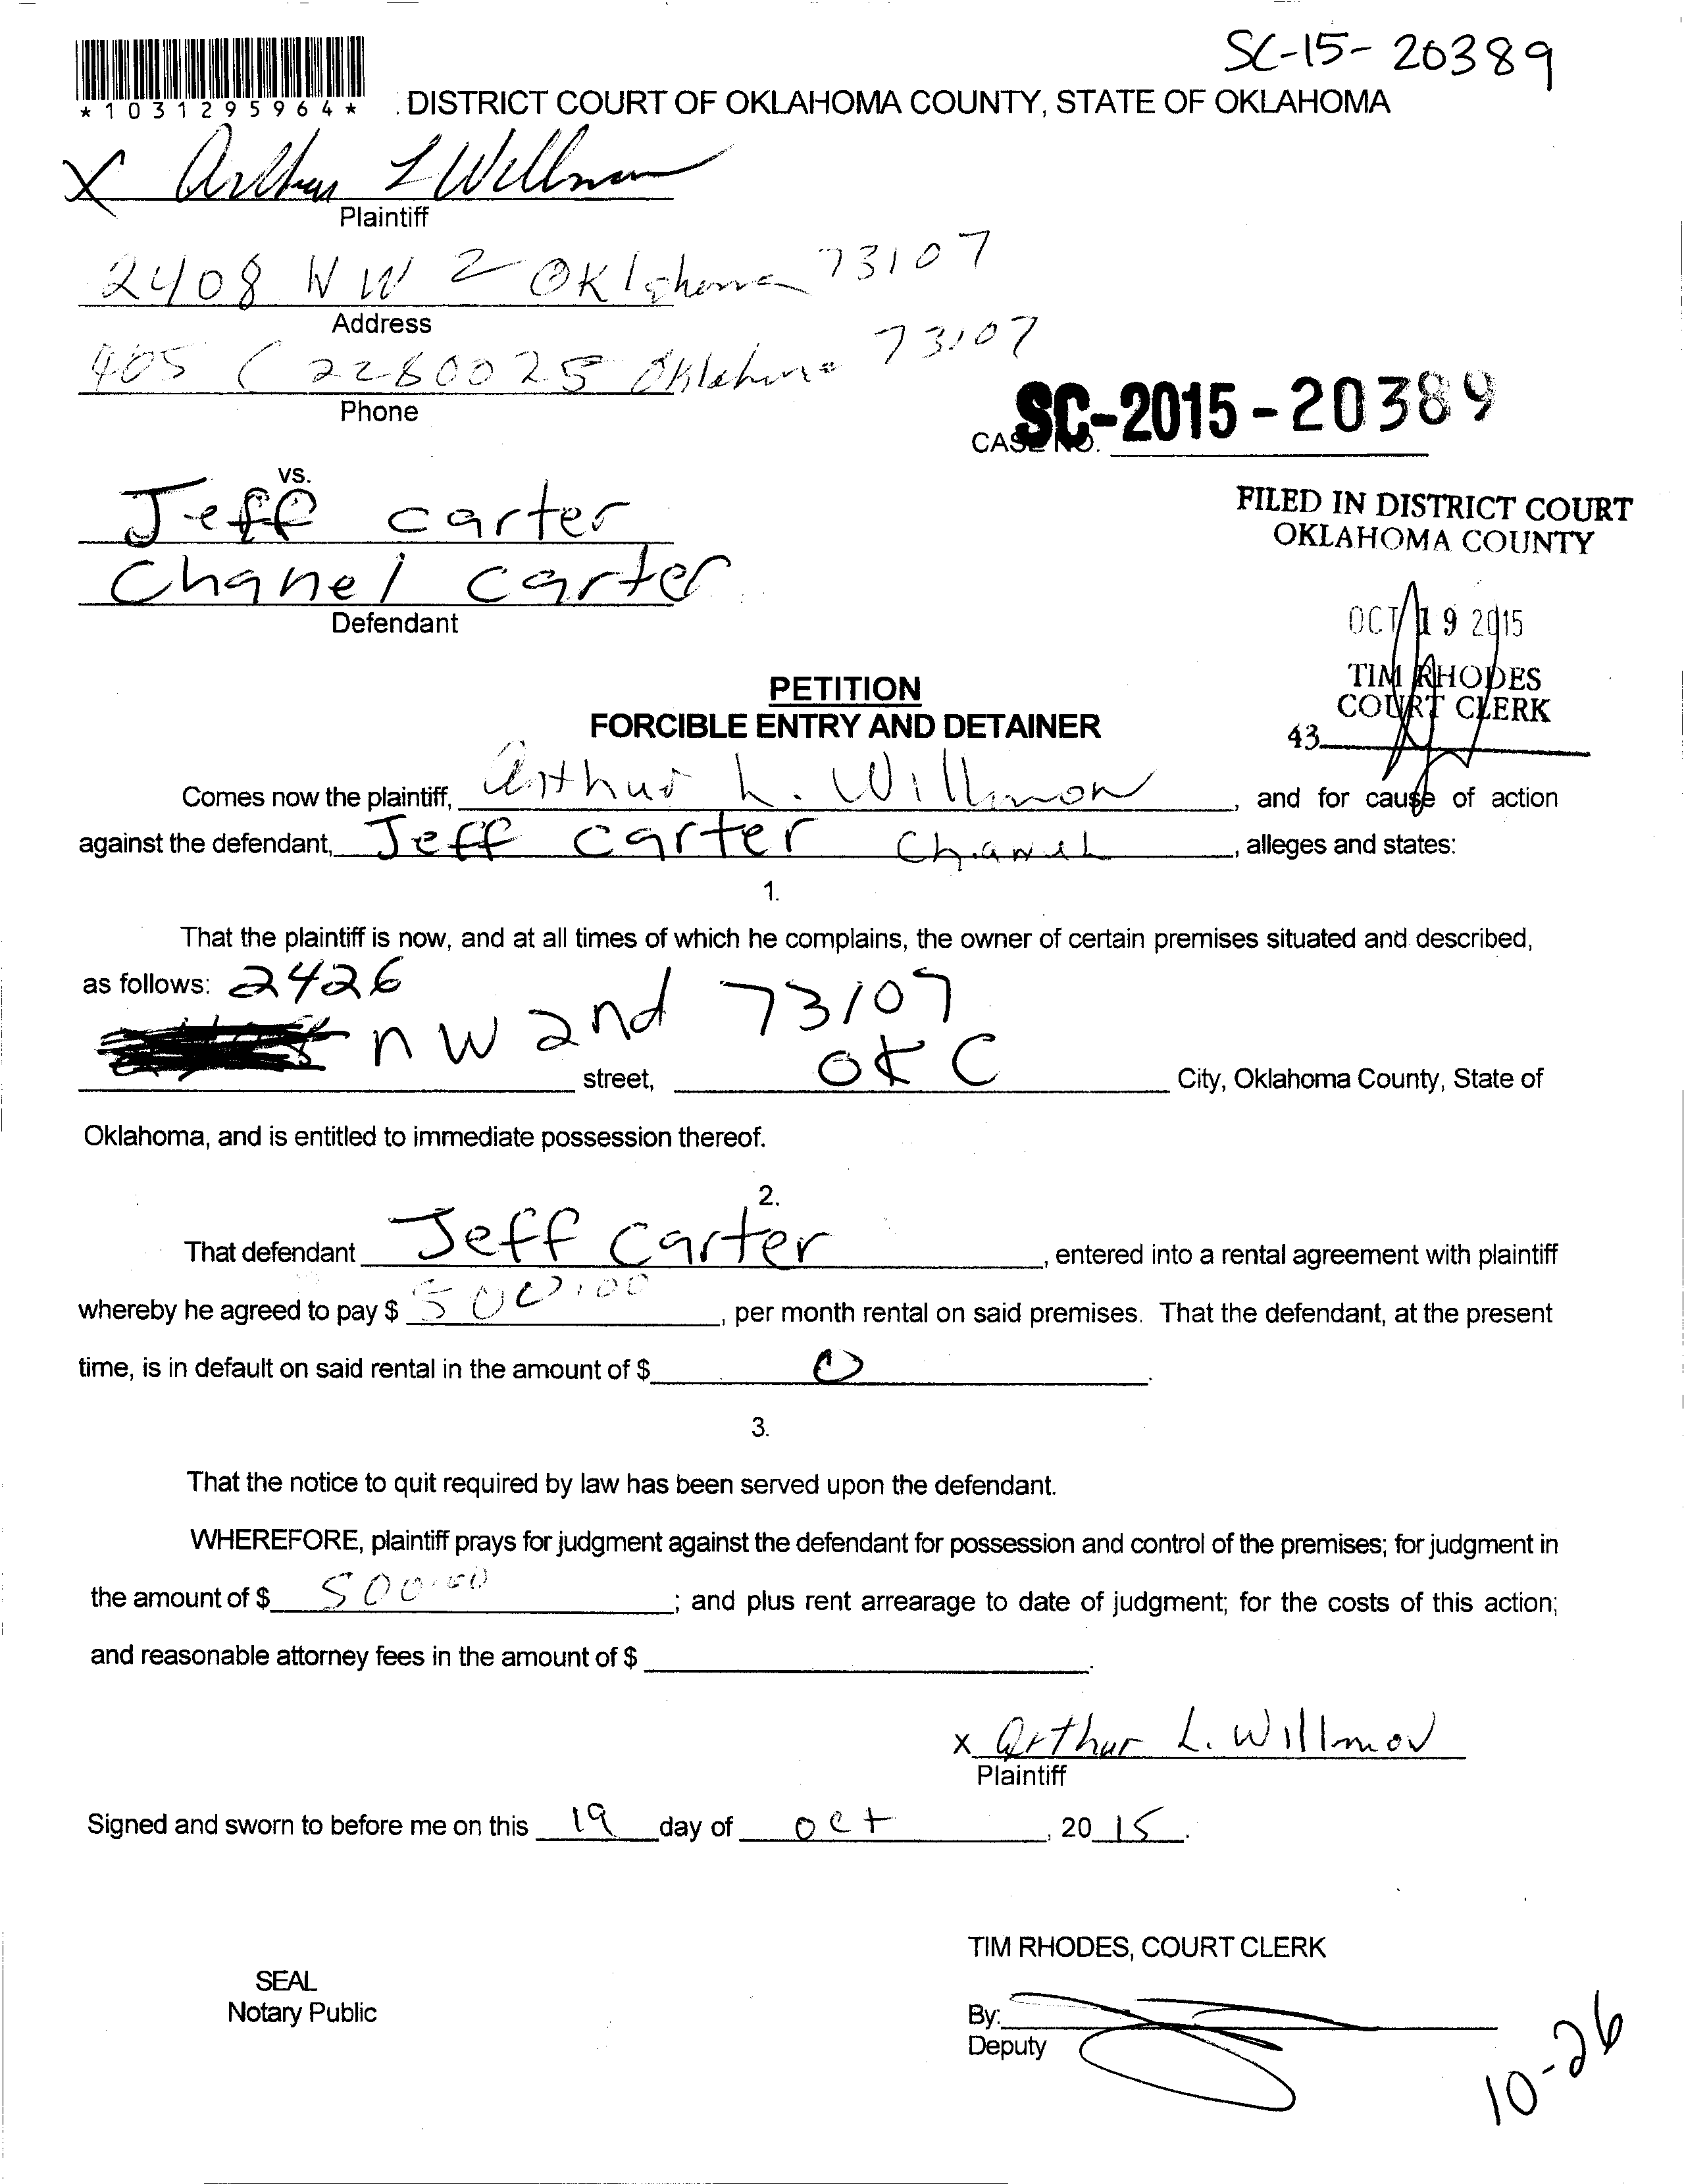 SC-15-20389
*1031295964*
DISTRICT COURT OF OKLAHOMA COUNTY, STATE OF OKLAHOMA
X Arthur L Willmon
Plaintiff
2408 NW 2 Oklahoma 73107
Address
405 ( 2280025 Oklahoma 73107
Phone
CASE NO. SC-2015-20389
vs.
Jeff carter
Chanel carter
Defendant
FILED IN DISTRICT COURT
OKLAHOMA COUNTY
OCT 19 2015
TIM RHODES
COURT CLERK
43
PETITION
FORCIBLE ENTRY AND DETAINER
Comes now the plaintiff, Arthur L. Willmon, and for cause of action
against the defendant, Jeff carter Chanel, alleges and states:
1.
That the plaintiff is now, and at all times of which he complains, the owner of certain premises situated and described,
as follows: 2426
nw 2nd 73107
street, OKC City, Oklahoma County, State of
Oklahoma, and is entitled to immediate possession thereof.
2.
That defendant Jeff carter, entered into a rental agreement with plaintiff
whereby he agreed to pay $ 500.00, per month rental on said premises. That the defendant, at the present
time, is in default on said rental in the amount of $ 0.
3.
That the notice to quit required by law has been served upon the defendant.
WHEREFORE, plaintiff prays for judgment against the defendant for possession and control of the premises; for judgment in
the amount of $ 500.00; and plus rent arrearage to date of judgment; for the costs of this action;
and reasonable attorney fees in the amount of $ .
x Arthur L. Willmon
Plaintiff
Signed and sworn to before me on this 19 day of oct, 2015.
TIM RHODES, COURT CLERK
SEAL
Notary Public
By:
Deputy
10-26